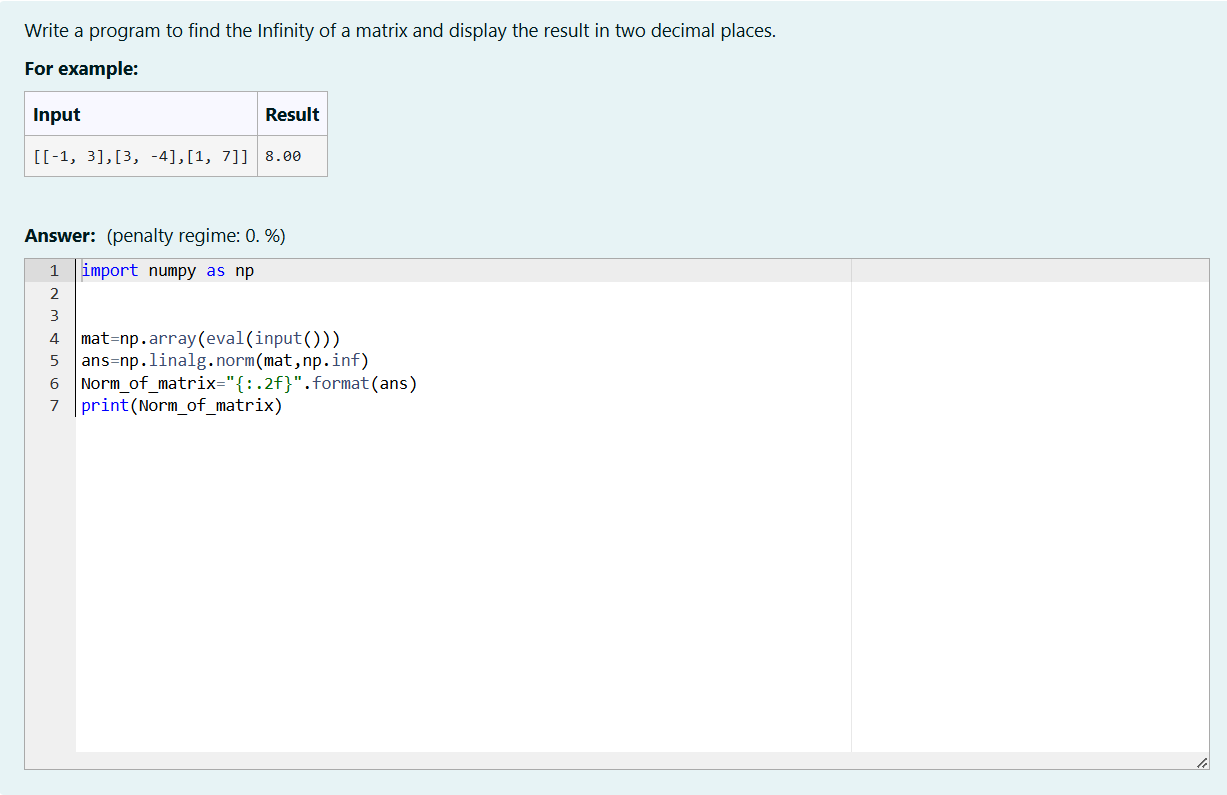 Write a program to find the Infinity of a matrix and display the result in two decimal places.
For example:
Input Result
[[-1, 3],[3, -4],[1, 7]] 8.00
Answer: (penalty regime: 0. %)
1 import numpy as np
2
3
4 mat=np.array(eval(input()))
5 ans=np.linalg.norm(mat,np.inf)
6 Norm_of_matrix="{:.2f}".format(ans)
7 print(Norm_of_matrix)